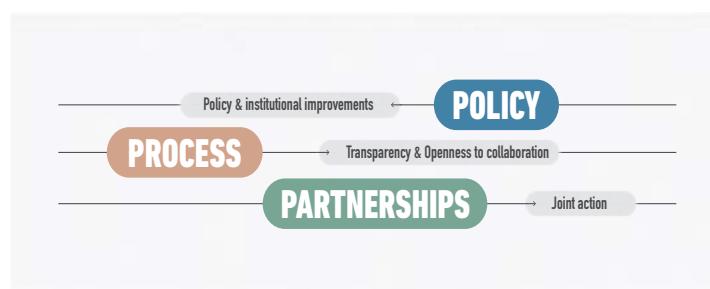 Policy & institutional improvements POLICY
PROCESS Transparency & Openness to collaboration
PARTNERSHIPS Joint action